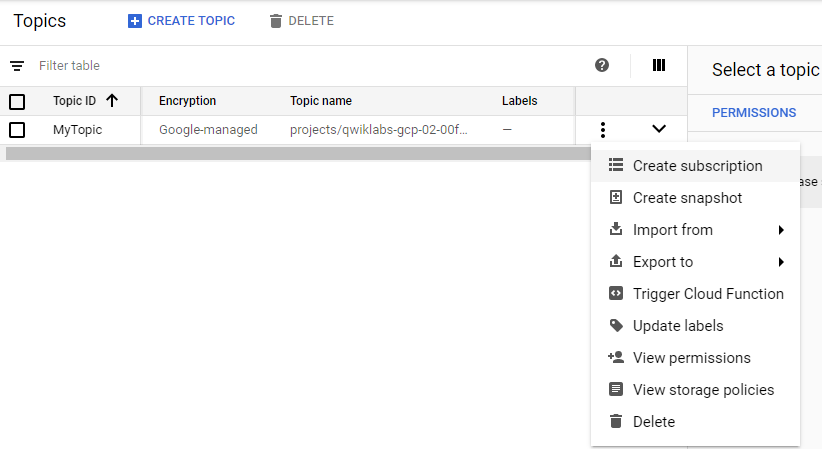 Topics CREATE TOPIC DELETE
Filter table
Select a topic
Topic ID Encryption Topic name Labels
PERMISSIONS
MyTopic Google-managed projects/qwiklabs-gcp-02-00f... —
Create subscription
ase
Create snapshot
Import from
Export to
Trigger Cloud Function
Update labels
View permissions
View storage policies
Delete